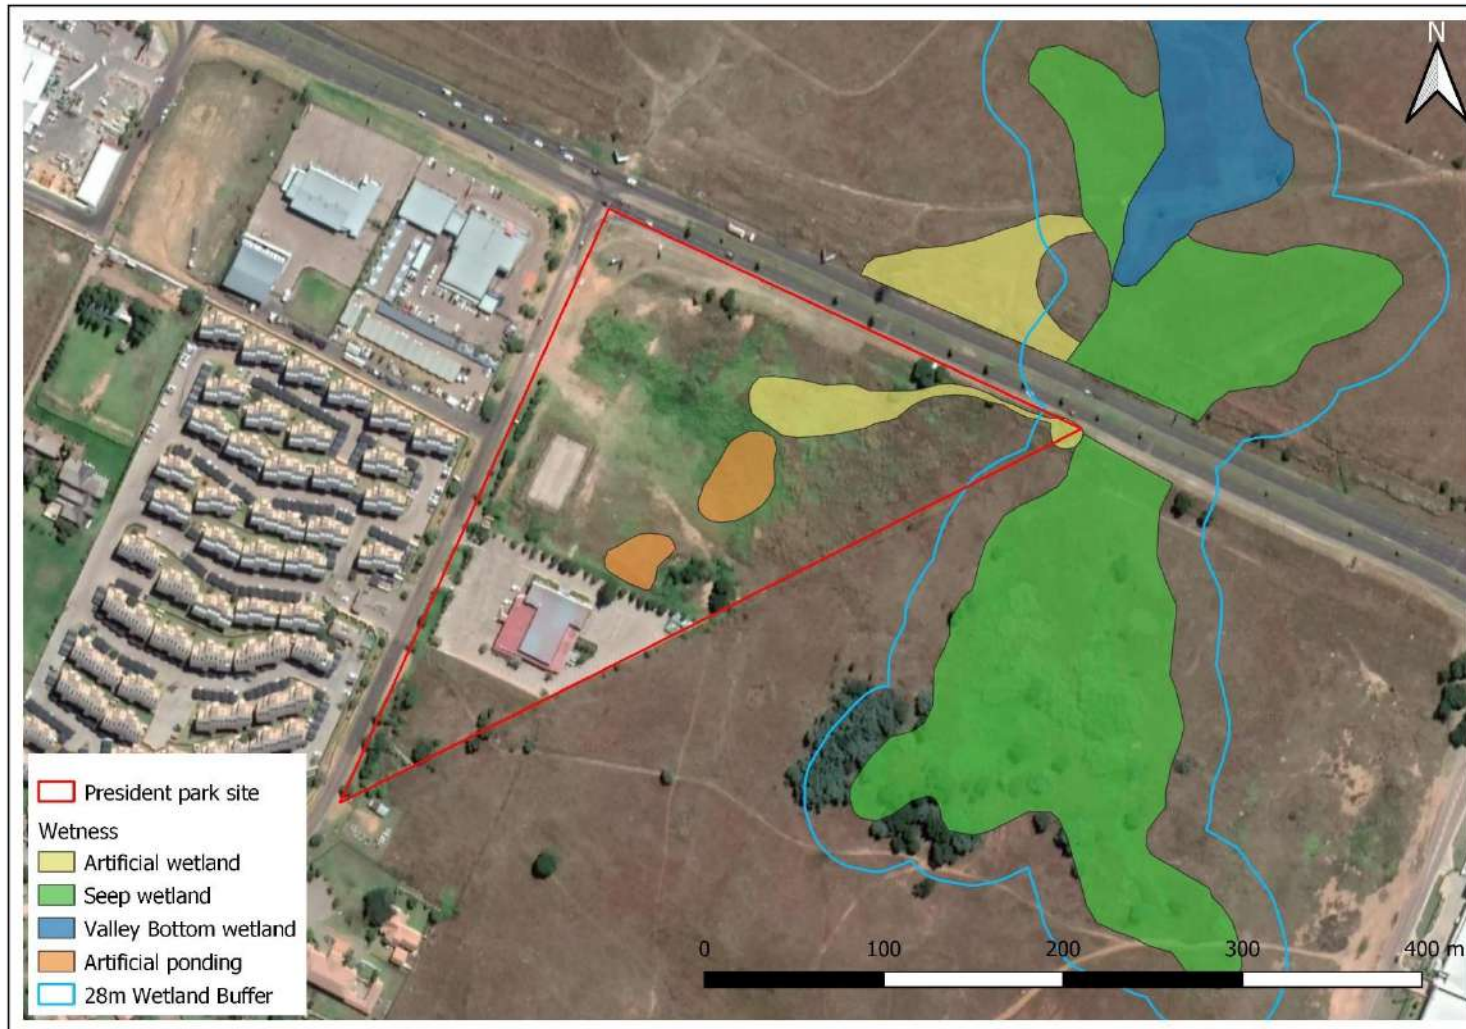 N
President park site
Wetness
Artificial wetland
Seep wetland
Valley Bottom wetland
Artificial ponding
28m Wetland Buffer
0 100 200 300 400 m